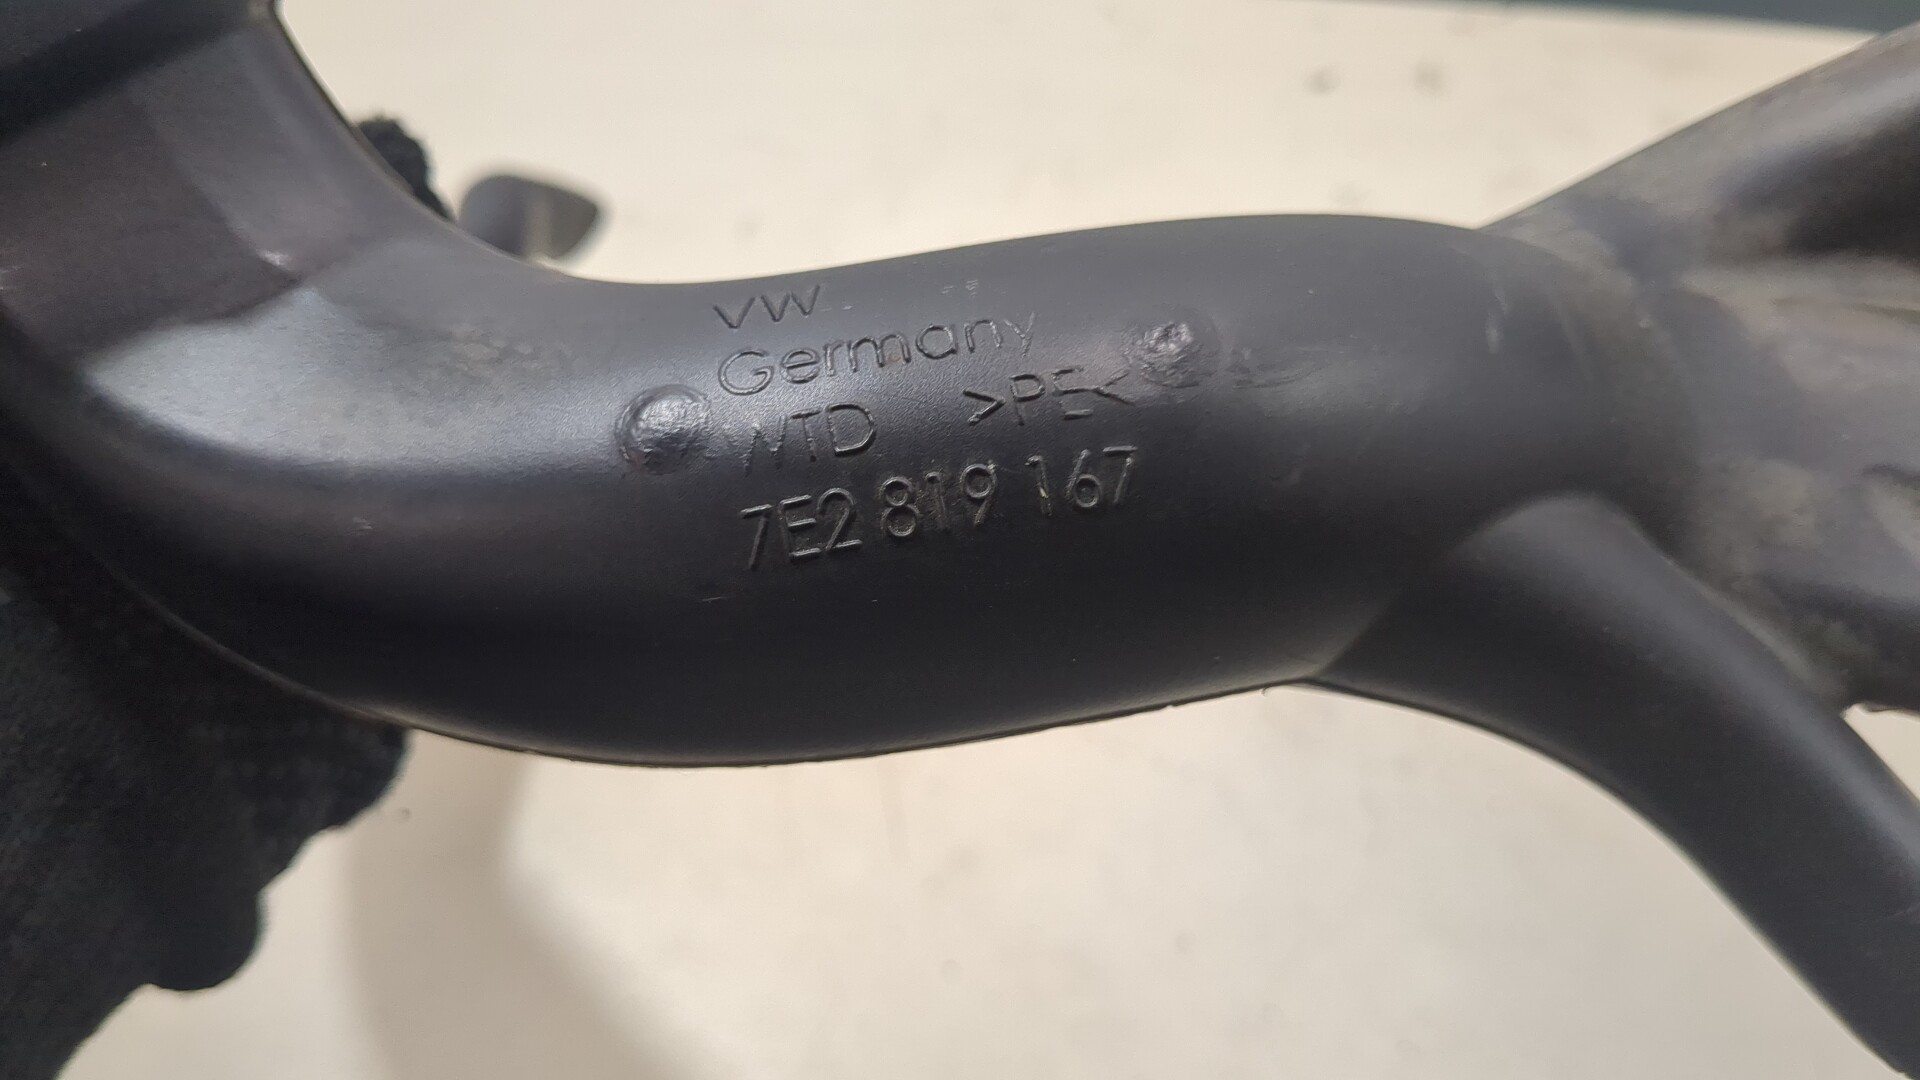 VW
Germany
WTD >PE<
7E2 819 167